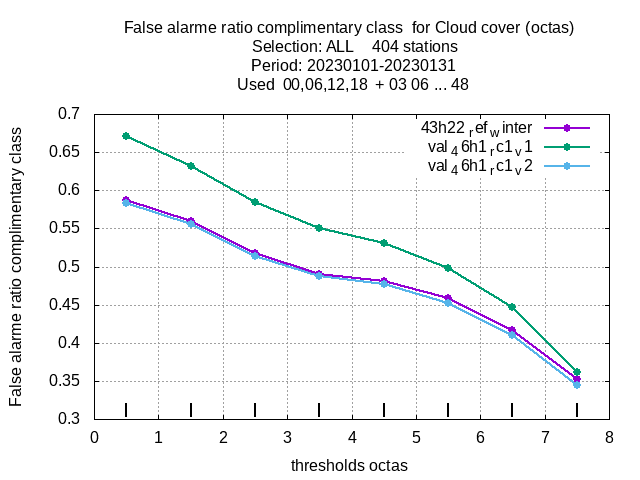 False alarme ratio complimentary class  for Cloud cover (octas)
Selection: ALL    404 stations
Period: 20230101-20230131
Used  00,06,12,18  + 03 06 ... 48
43h22 ref winter
val 4 6h1 rc1 v 1
val 4 6h1 rc1 v 2
False alarme ratio complimentary class
0.7
0.65
0.6
0.55
0.5
0.45
0.4
0.35
0.3
0 1 2 3 4 5 6 7 8
thresholds octas